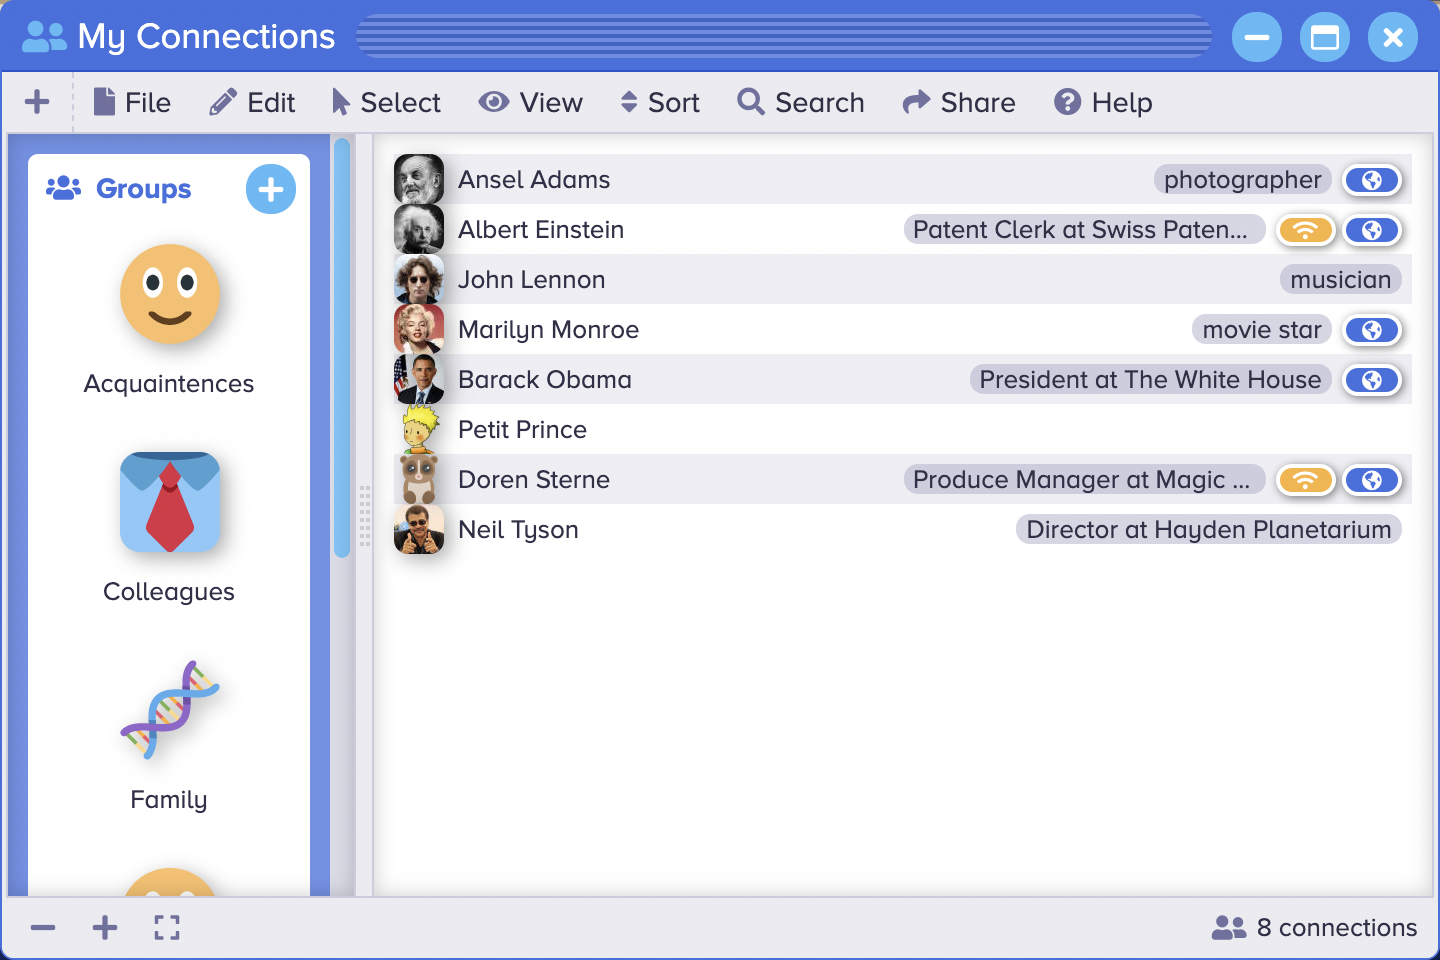 My Connections
File Edit Select View Sort Search Share Help
Groups
Acquaintences
Colleagues
Family
Ansel Adams photographer
Albert Einstein Patent Clerk at Swiss Paten...
John Lennon musician
Marilyn Monroe movie star
Barack Obama President at The White House
Petit Prince
Doren Sterne Produce Manager at Magic ...
Neil Tyson Director at Hayden Planetarium
8 connections